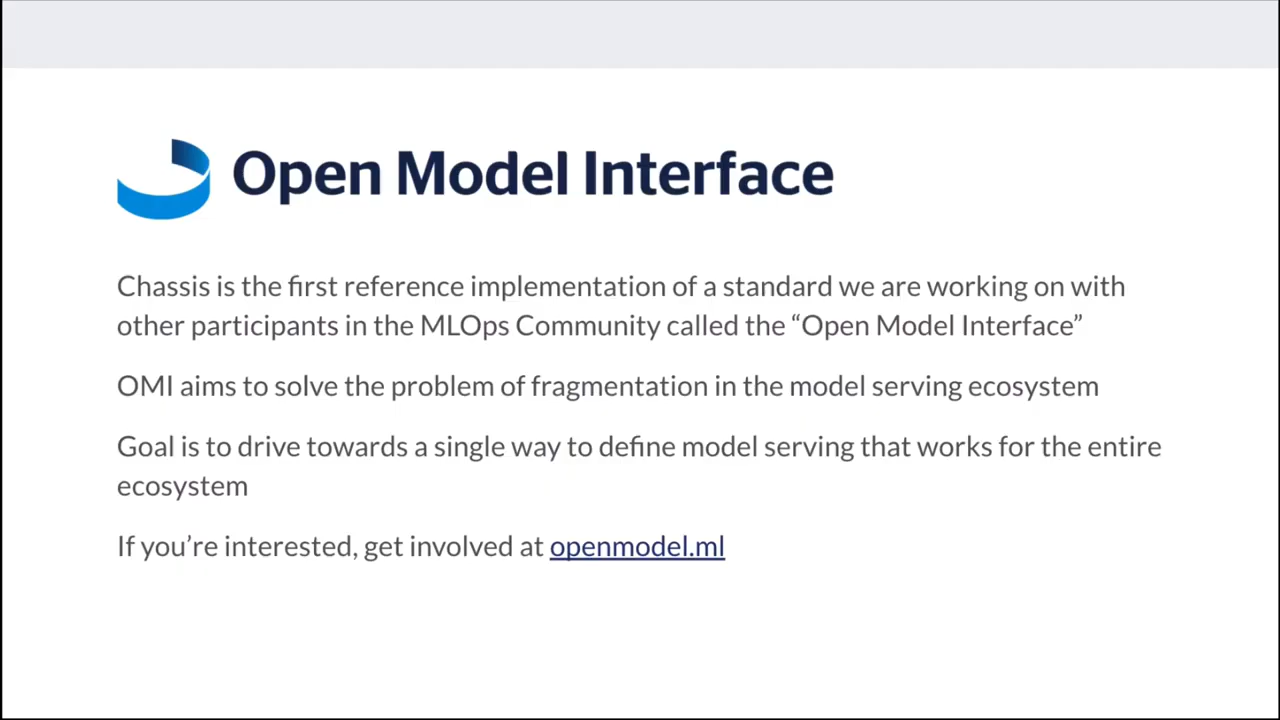 Open Model Interface
Chassis is the first reference implementation of a standard we are working on with
other participants in the MLOps Community called the “Open Model Interface”
OMI aims to solve the problem of fragmentation in the model serving ecosystem
Goal is to drive towards a single way to define model serving that works for the entire
ecosystem
If you’re interested, get involved at openmodel.ml